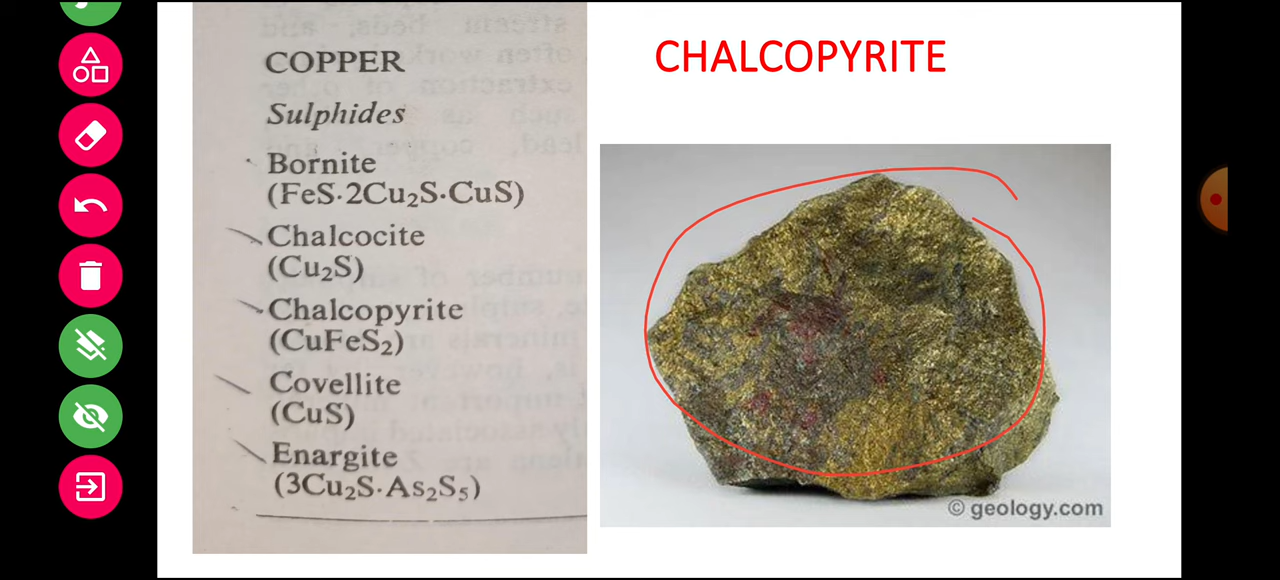 COPPER
Sulphides
Bornite
(FeS·2Cu₂S·CuS)
Chalcocite
(Cu₂S)
Chalcopyrite
(CuFeS₂)
Covellite
(CuS)
Enargite
(3Cu₂S·As₂S₅)
CHALCOPYRITE
© geology.com